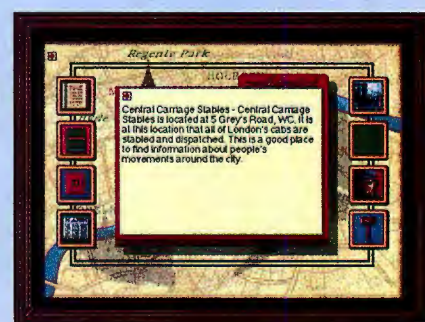 Regents Park
HOLBORN
Central Carriage Stables - Central Carriage
Stables is located at 5 Grey's Road, WC. It is
at this location that all of London's cabs are
stabled and dispatched. This is a good place
to find information about people's
movements around the city.